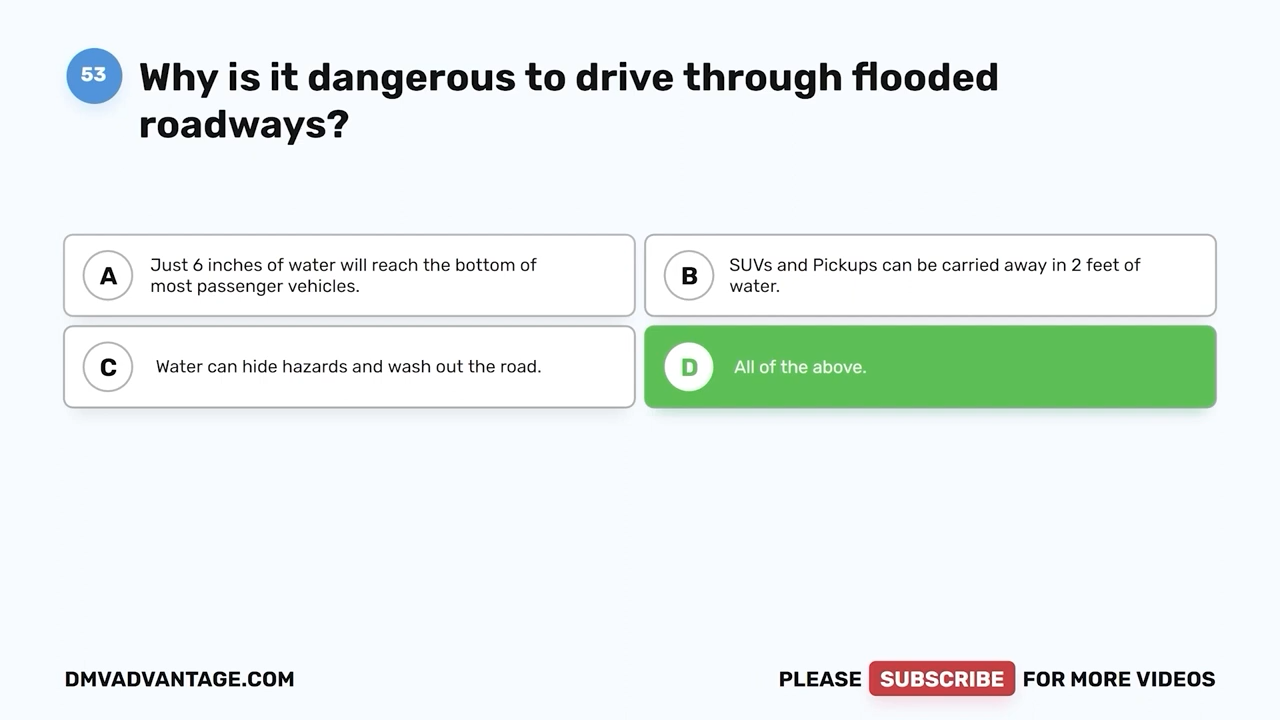 53
Why is it dangerous to drive through flooded
roadways?
A
Just 6 inches of water will reach the bottom of
most passenger vehicles.
B
SUVs and Pickups can be carried away in 2 feet of
water.
C
Water can hide hazards and wash out the road.
D
All of the above.
DMVADVANTAGE.COM
PLEASE SUBSCRIBE FOR MORE VIDEOS